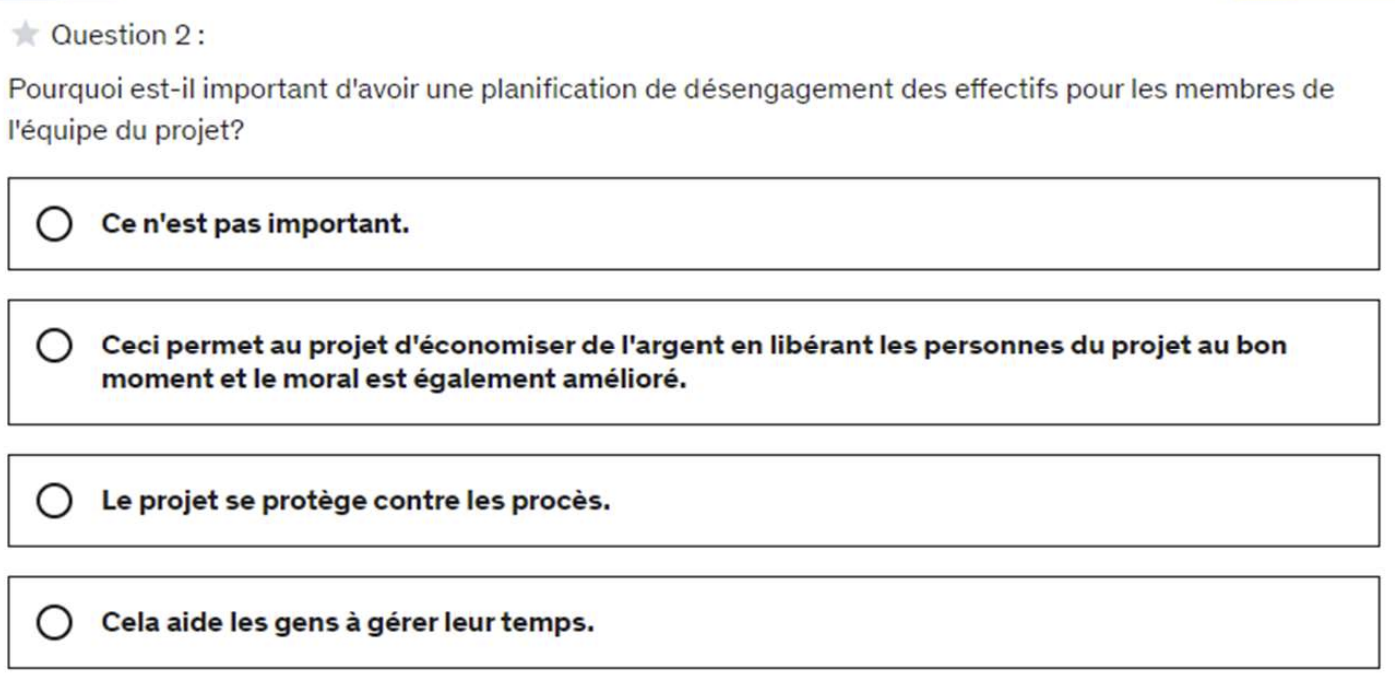 Question 2 :
Pourquoi est-il important d'avoir une planification de désengagement des effectifs pour les membres de
l'équipe du projet?
Ce n'est pas important.
Ceci permet au projet d'économiser de l'argent en libérant les personnes du projet au bon
moment et le moral est également amélioré.
Le projet se protège contre les procès.
Cela aide les gens à gérer leur temps.